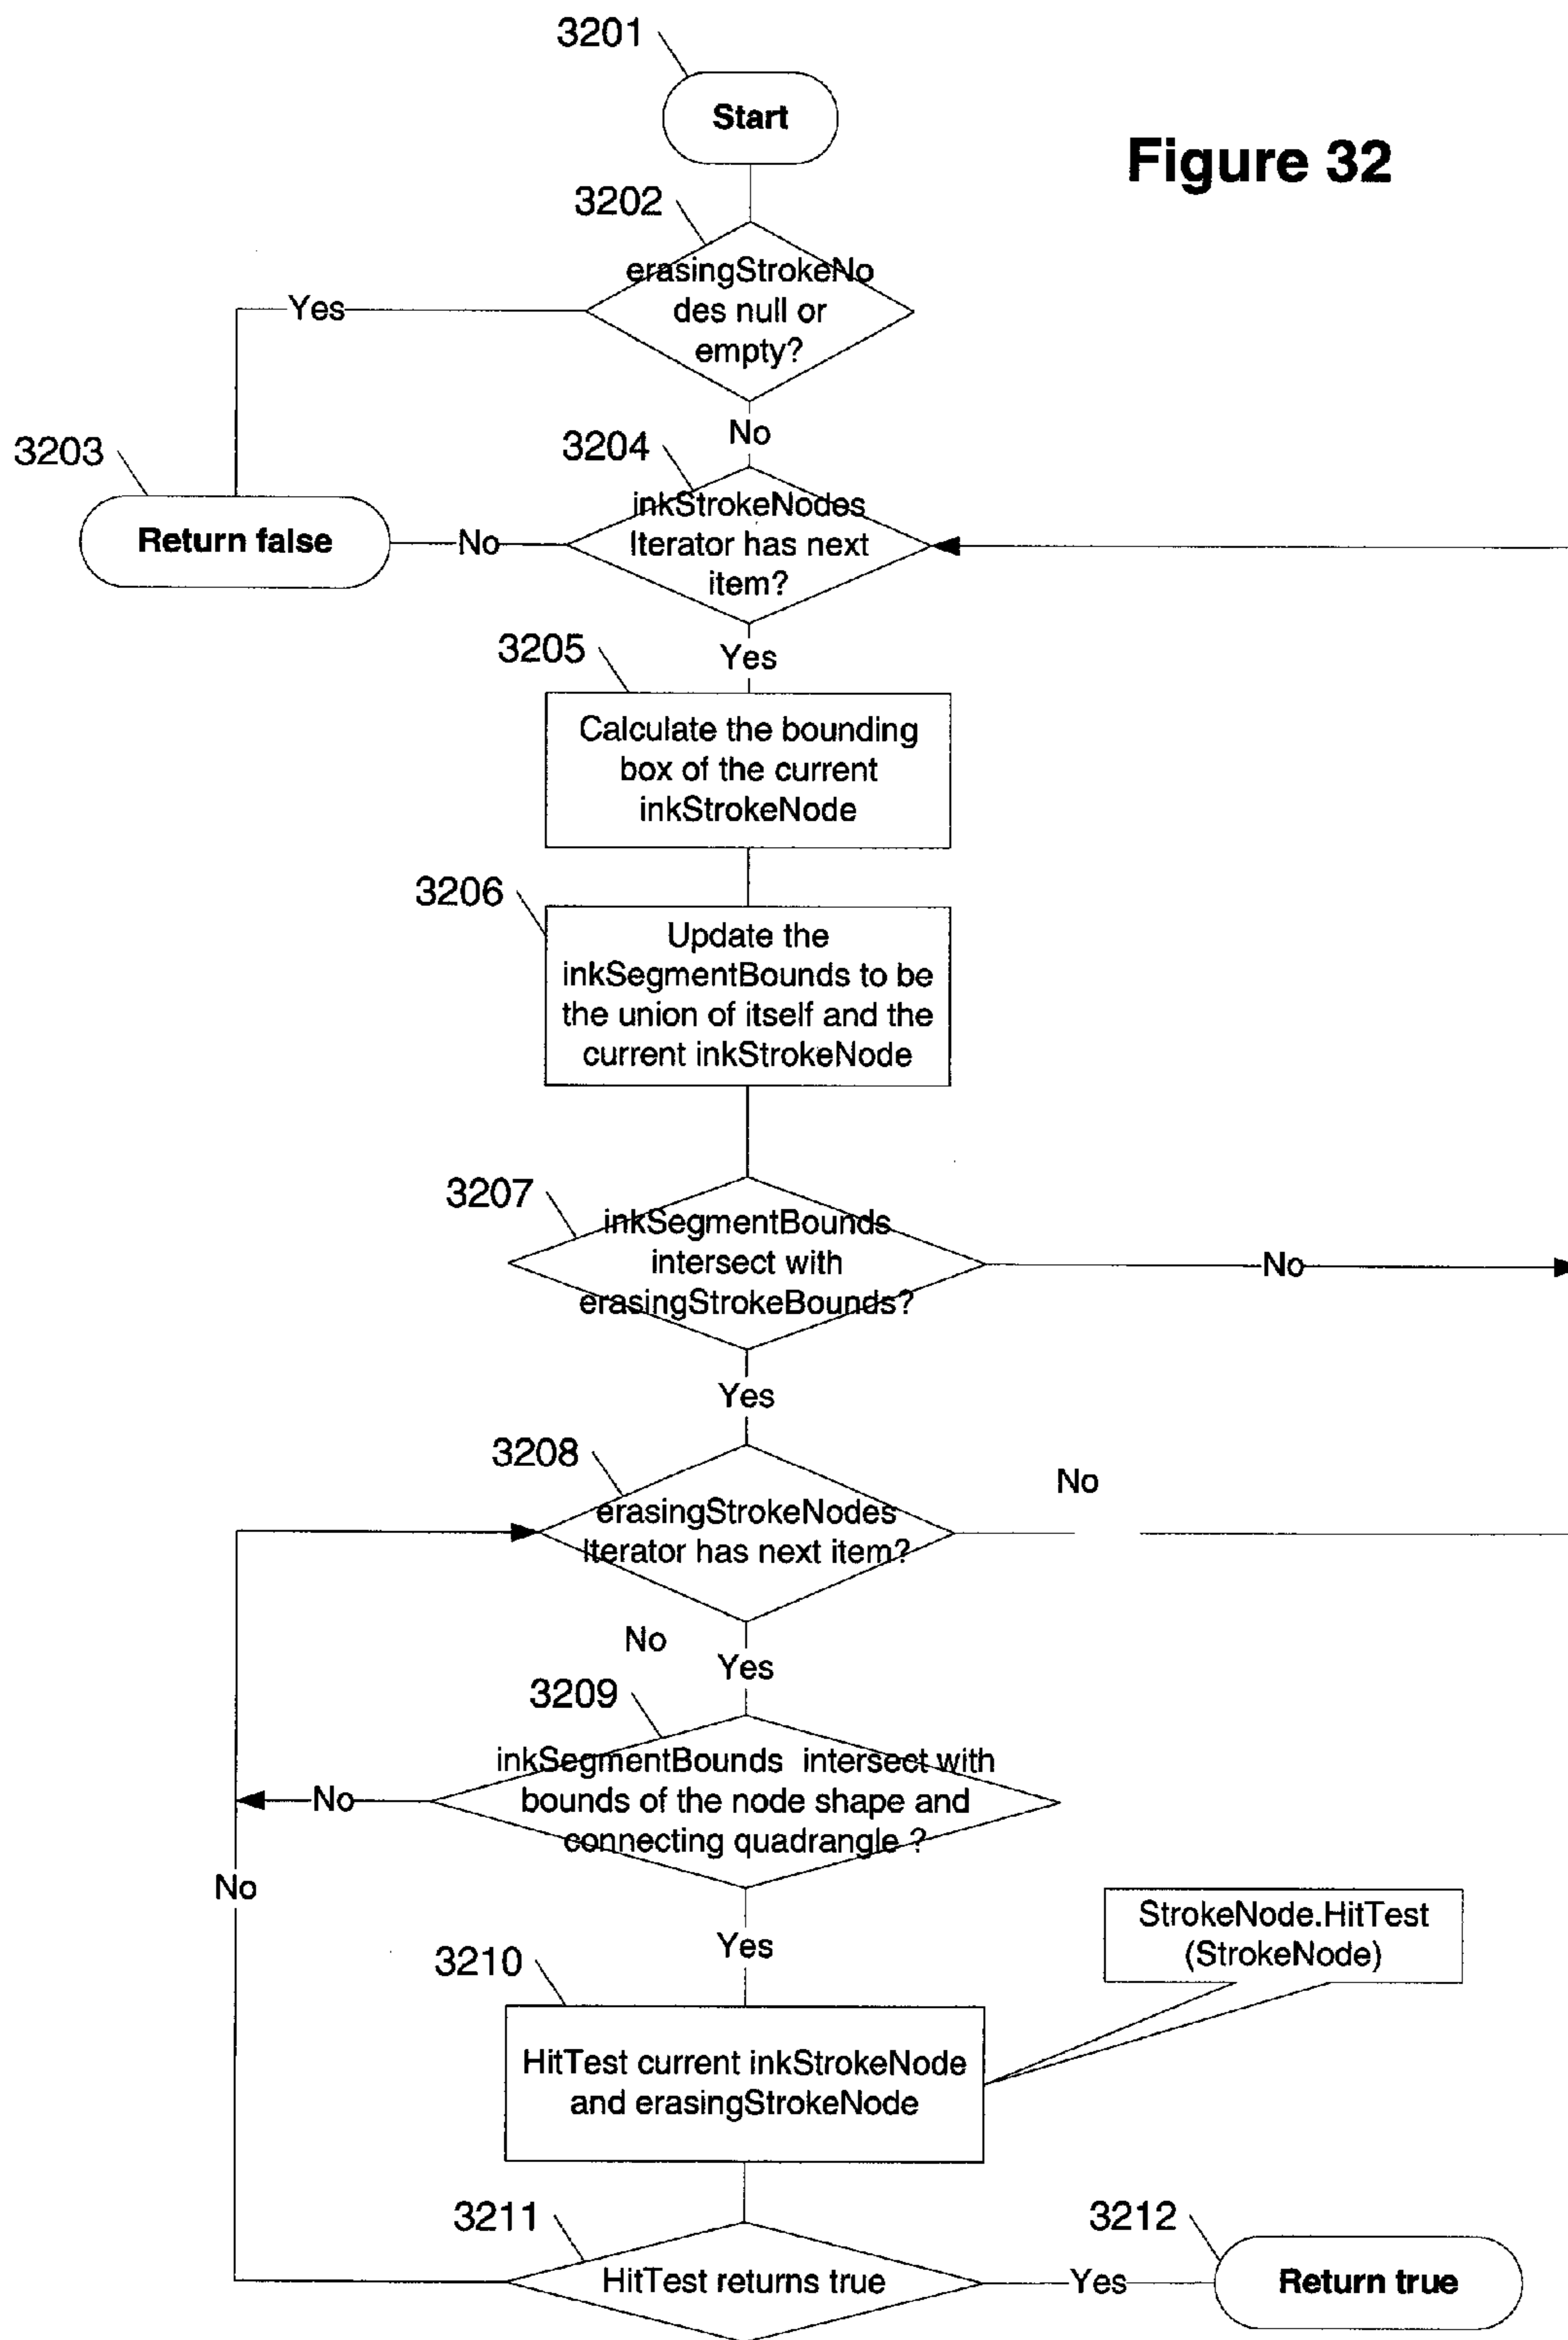 3201
Start
Figure 32
3202
erasingStrokeNo
des null or
empty?
Yes
No
3203
3204
Return false
No
inkStrokeNodes
Iterator has next
item?
Yes
3205
Calculate the bounding
box of the current
inkStrokeNode
3206
Update the
inkSegmentBounds to be
the union of itself and the
current inkStrokeNode
3207
inkSegmentBounds
intersect with
erasingStrokeBounds?
No
Yes
3208
No
erasingStrokeNodes
Iterator has next item?
No
Yes
3209
inkSegmentBounds intersect with
bounds of the node shape and
connecting quadrangle ?
No
No
Yes
StrokeNode.HitTest
(StrokeNode)
3210
HitTest current inkStrokeNode
and erasingStrokeNode
3211
3212
HitTest returns true
Yes
Return true